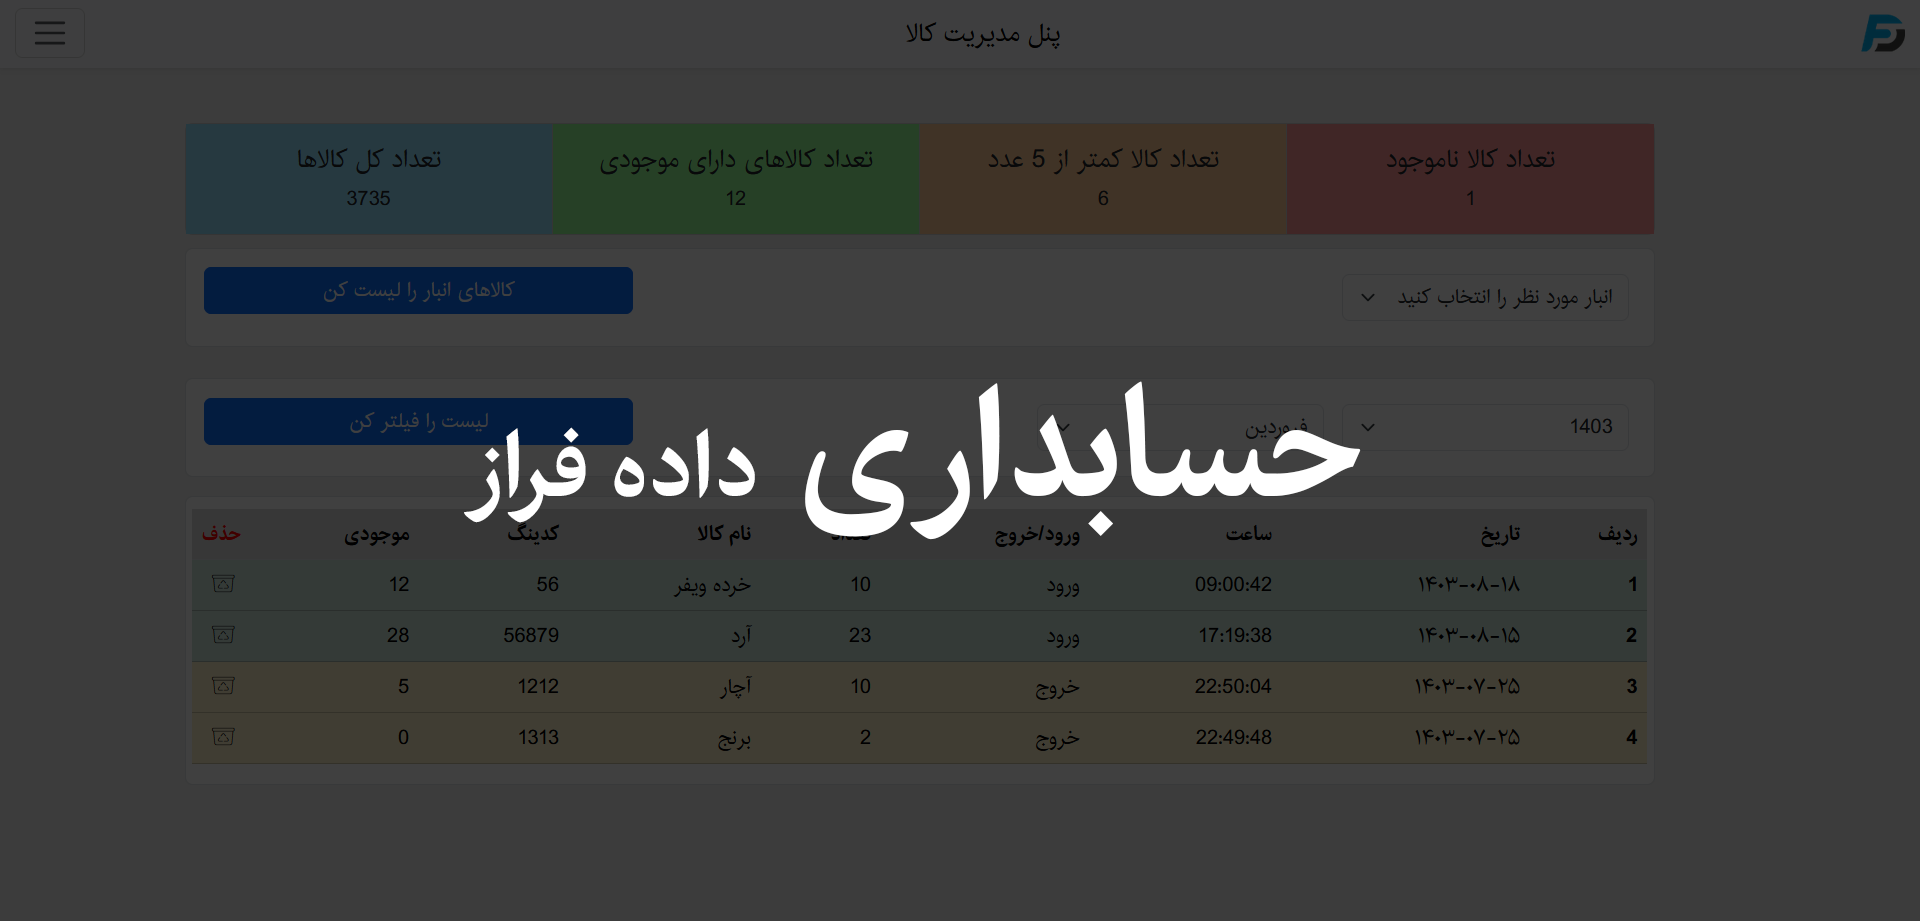 پنل مدیریت کالا
تعداد کالا ناموجود
1
تعداد کالا کمتر از 5 عدد
6
تعداد کالاهای دارای موجودی
12
تعداد کل کالاها
3735
انبار مورد نظر را انتخاب کنید
کالاهای انبار را لیست کن
1403 فروردین
لیست را فیلتر کن
حسابداری داده فراز
ردیف تاریخ ساعت ورود/خروج تعداد نام کالا کدینگ موجودی حذف
1 ۱۴۰۳-۰۸-۱۸ 09:00:42 ورود 10 خرده ویفر 56 12
2 ۱۴۰۳-۰۸-۱۵ 17:19:38 ورود 23 آرد 56879 28
3 ۱۴۰۳-۰۷-۲۵ 22:50:04 خروج 10 آچار 1212 5
4 ۱۴۰۳-۰۷-۲۵ 22:49:48 خروج 2 برنج 1313 0